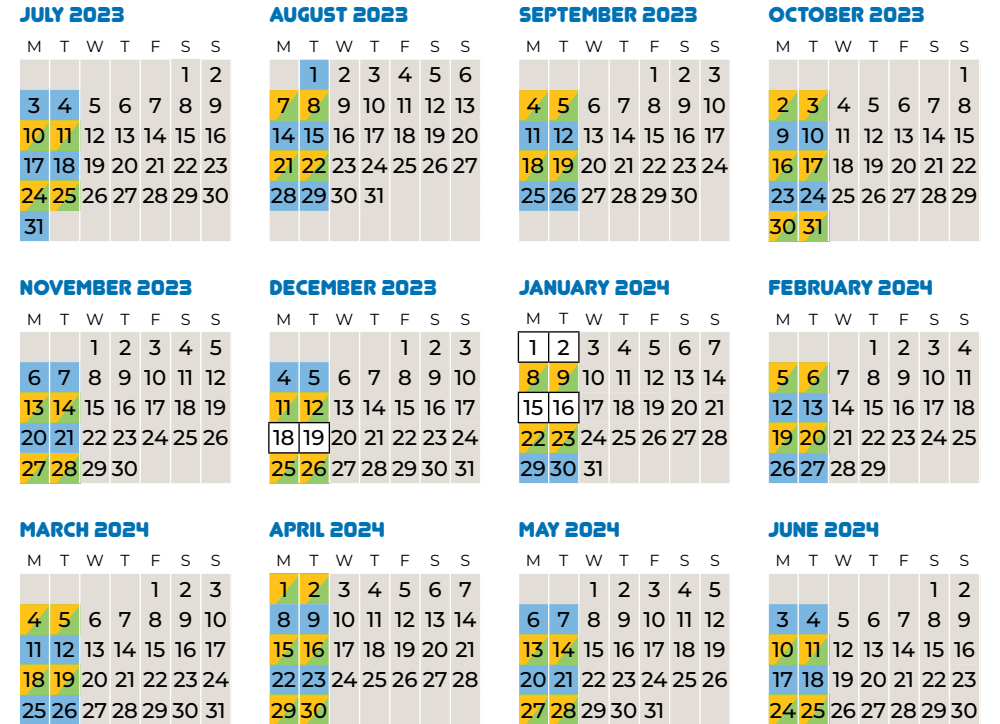 JULY 2023
M T W T F S S
1 2
3 4 5 6 7 8 9
10 11 12 13 14 15 16
17 18 19 20 21 22 23
24 25 26 27 28 29 30
31
AUGUST 2023
M T W T F S S
1 2 3 4 5 6
7 8 9 10 11 12 13
14 15 16 17 18 19 20
21 22 23 24 25 26 27
28 29 30 31
SEPTEMBER 2023
M T W T F S S
1 2 3
4 5 6 7 8 9 10
11 12 13 14 15 16 17
18 19 20 21 22 23 24
25 26 27 28 29 30
OCTOBER 2023
M T W T F S S
1
2 3 4 5 6 7 8
9 10 11 12 13 14 15
16 17 18 19 20 21 22
23 24 25 26 27 28 29
30 31
NOVEMBER 2023
M T W T F S S
1 2 3 4 5
6 7 8 9 10 11 12
13 14 15 16 17 18 19
20 21 22 23 24 25 26
27 28 29 30
DECEMBER 2023
M T W T F S S
1 2 3
4 5 6 7 8 9 10
11 12 13 14 15 16 17
18 19 20 21 22 23 24
25 26 27 28 29 30 31
JANUARY 2024
M T W T F S S
1 2 3 4 5 6 7
8 9 10 11 12 13 14
15 16 17 18 19 20 21
22 23 24 25 26 27 28
29 30 31
FEBRUARY 2024
M T W T F S S
1 2 3 4
5 6 7 8 9 10 11
12 13 14 15 16 17 18
19 20 21 22 23 24 25
26 27 28 29
MARCH 2024
M T W T F S S
1 2 3
4 5 6 7 8 9 10
11 12 13 14 15 16 17
18 19 20 21 22 23 24
25 26 27 28 29 30 31
APRIL 2024
M T W T F S S
1 2 3 4 5 6 7
8 9 10 11 12 13 14
15 16 17 18 19 20 21
22 23 24 25 26 27 28
29 30
MAY 2024
M T W T F S S
1 2 3 4 5
6 7 8 9 10 11 12
13 14 15 16 17 18 19
20 21 22 23 24 25 26
27 28 29 30 31
JUNE 2024
M T W T F S S
1 2
3 4 5 6 7 8 9
10 11 12 13 14 15 16
17 18 19 20 21 22 23
24 25 26 27 28 29 30